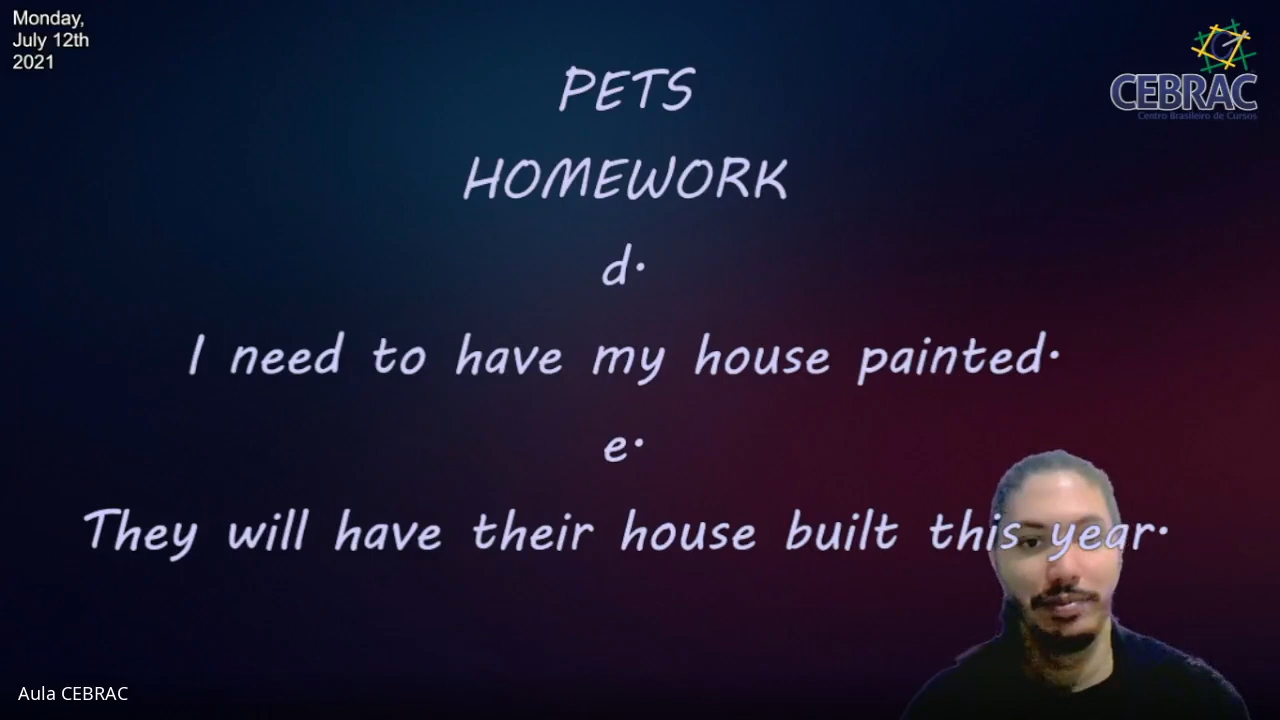 Monday,
July 12th
2021
CEBRAC
Centro Brasileiro de Cursos
PETS
HOMEWORK
d.
I need to have my house painted.
e.
They will have their house built this year.
Aula CEBRAC